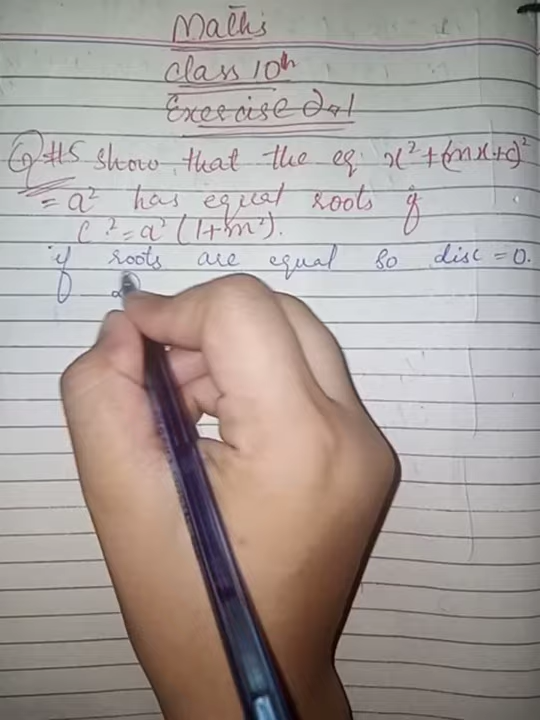 Maths
Class 10th
Exercise 2.1
Q #5 show that the eq: x² + (mx+c)²
= a² has equal roots if
c² = a² (1+m²).
if roots are equal so disc = 0.